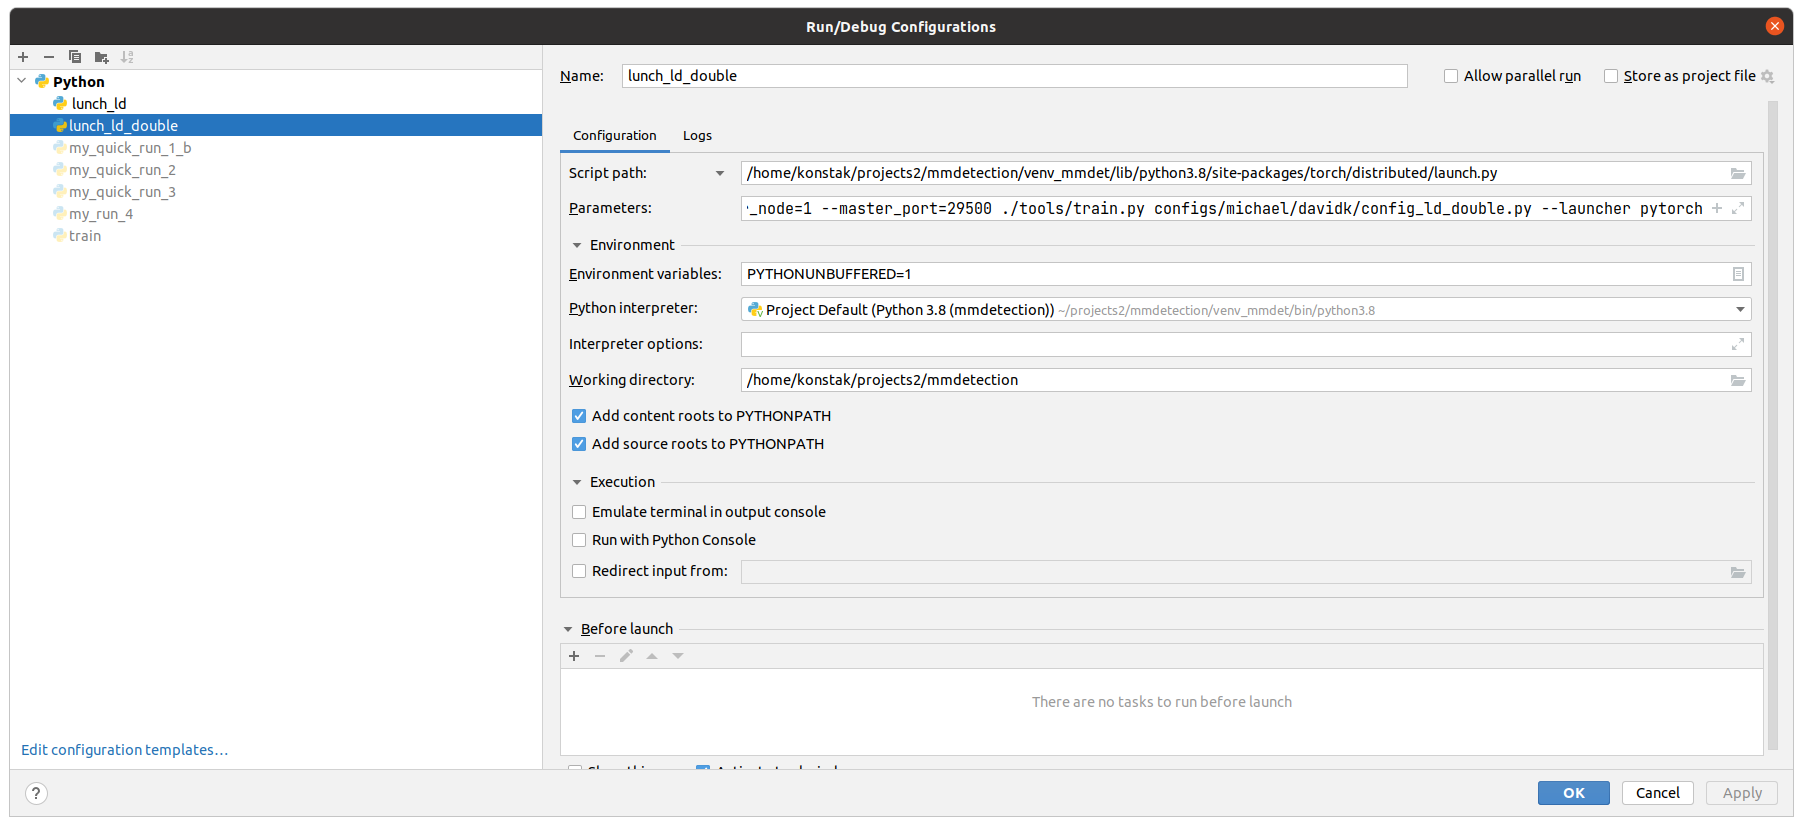 Run/Debug Configurations
Python
lunch_ld
lunch_ld_double
my_quick_run_1_b
my_quick_run_2
my_quick_run_3
my_run_4
train
Edit configuration templates...
Name: lunch_ld_double
Allow parallel run
Store as project file
Configuration Logs
Script path: /home/konstak/projects2/mmdetection/venv_mmdet/lib/python3.8/site-packages/torch/distributed/launch.py
Parameters: _node=1 --master_port=29500 ./tools/train.py configs/michael/davidk/config_ld_double.py --launcher pytorch
Environment
Environment variables: PYTHONUNBUFFERED=1
Python interpreter: Project Default (Python 3.8 (mmdetection)) ~/projects2/mmdetection/venv_mmdet/bin/python3.8
Interpreter options:
Working directory: /home/konstak/projects2/mmdetection
Add content roots to PYTHONPATH
Add source roots to PYTHONPATH
Execution
Emulate terminal in output console
Run with Python Console
Redirect input from:
Before launch
There are no tasks to run before launch
? OK Cancel Apply